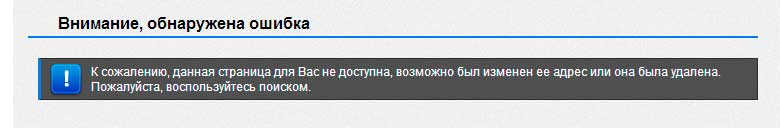 Внимание, обнаружена ошибка
К сожалению, данная страница для Вас не доступна, возможно был изменен ее адрес или она была удалена.
Пожалуйста, воспользуйтесь поиском.